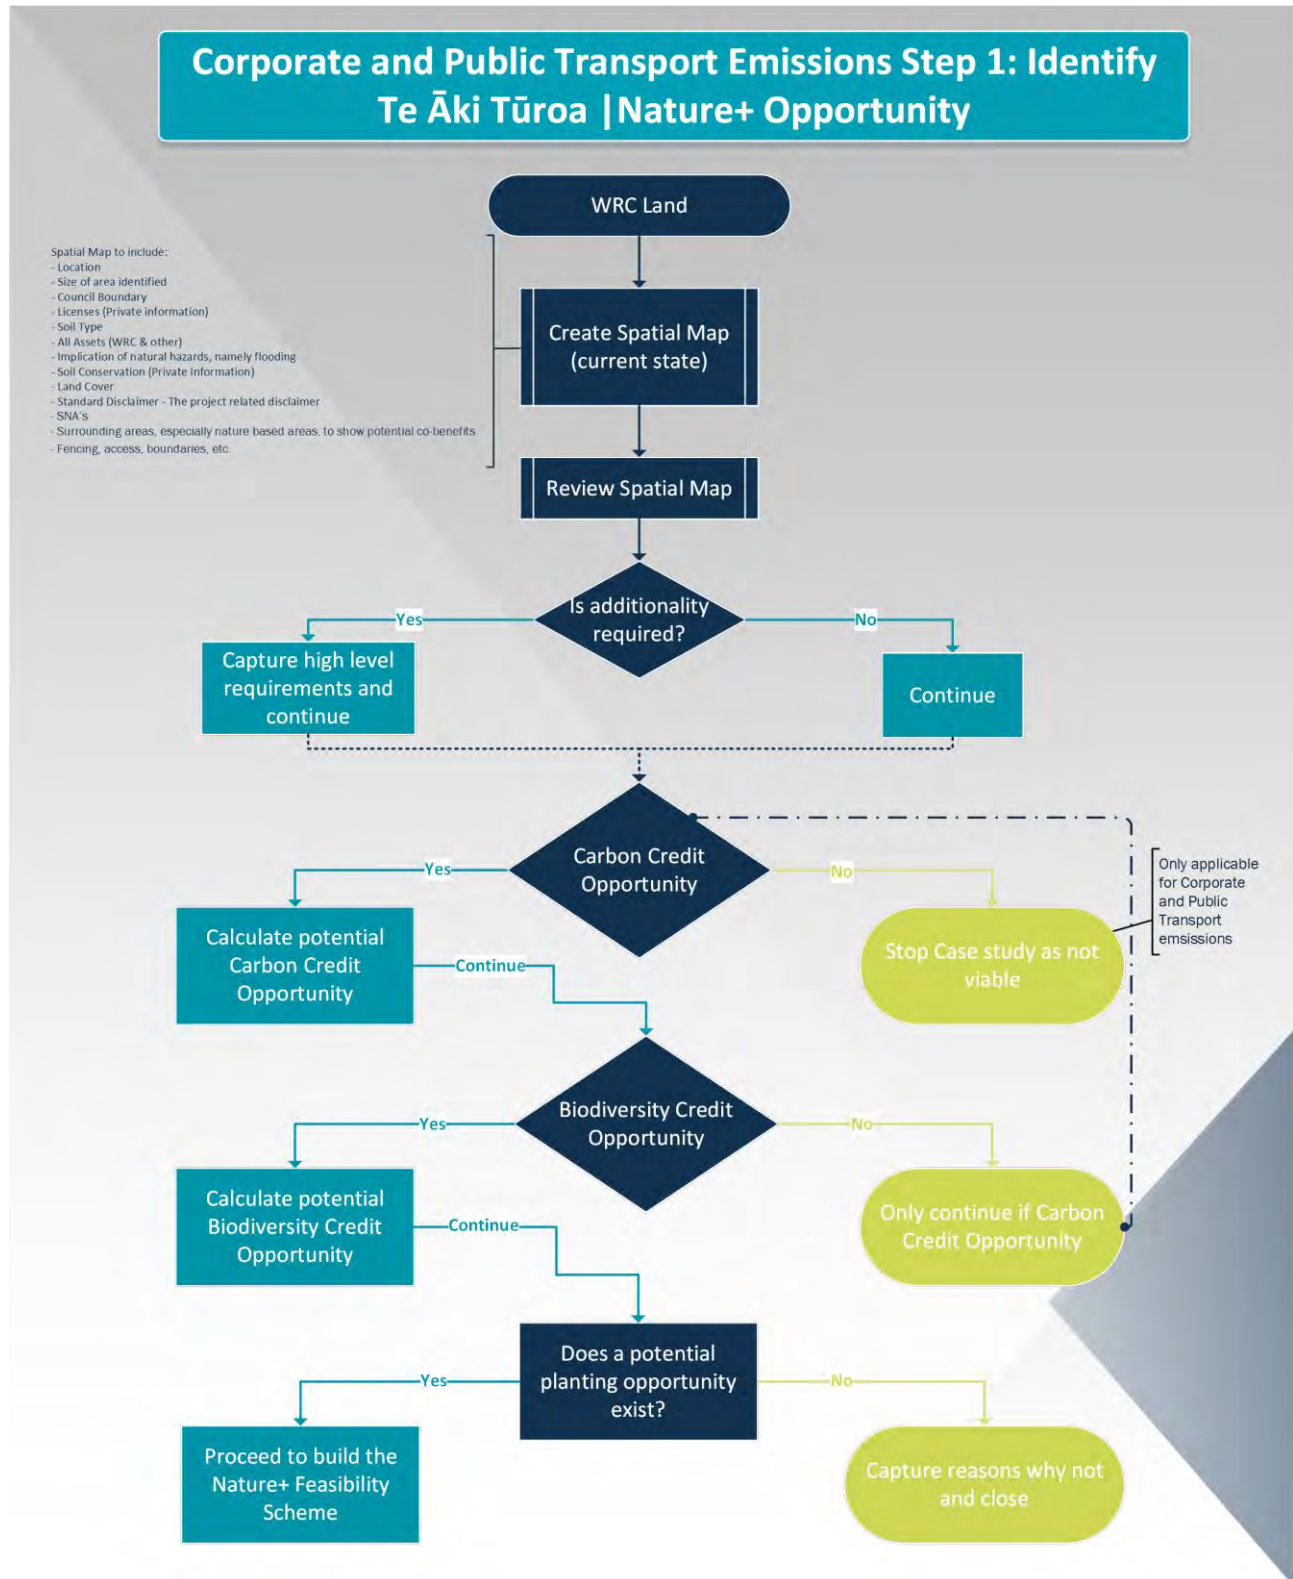 Corporate and Public Transport Emissions Step 1: Identify
Te Āki Tūroa |Nature+ Opportunity
WRC Land
Spatial Map to include:
- Location
- Size of area identified
- Council Boundary
- Licenses (Private information)
- Soil Type
- All Assets (WRC & other)
- Implication of natural hazards, namely flooding
- Soil Conservation (Private Information)
- Land Cover
- Standard Disclaimer - The project related disclaimer
- SNA's
- Surrounding areas, especially nature based areas, to show potential co-benefits
- Fencing, access, boundaries, etc.
Create Spatial Map
(current state)
Review Spatial Map
Is additionality
required?
Yes
No
Capture high level
requirements and
continue
Continue
Carbon Credit
Opportunity
Yes
No
Only applicable
for Corporate
and Public
Transport
emsissions
Calculate potential
Carbon Credit
Opportunity
Continue
Stop Case study as not
viable
Biodiversity Credit
Opportunity
Yes
No
Calculate potential
Biodiversity Credit
Opportunity
Continue
Only continue if Carbon
Credit Opportunity
Does a potential
planting opportunity
exist?
Yes
No
Proceed to build the
Nature+ Feasibility
Scheme
Capture reasons why not
and close